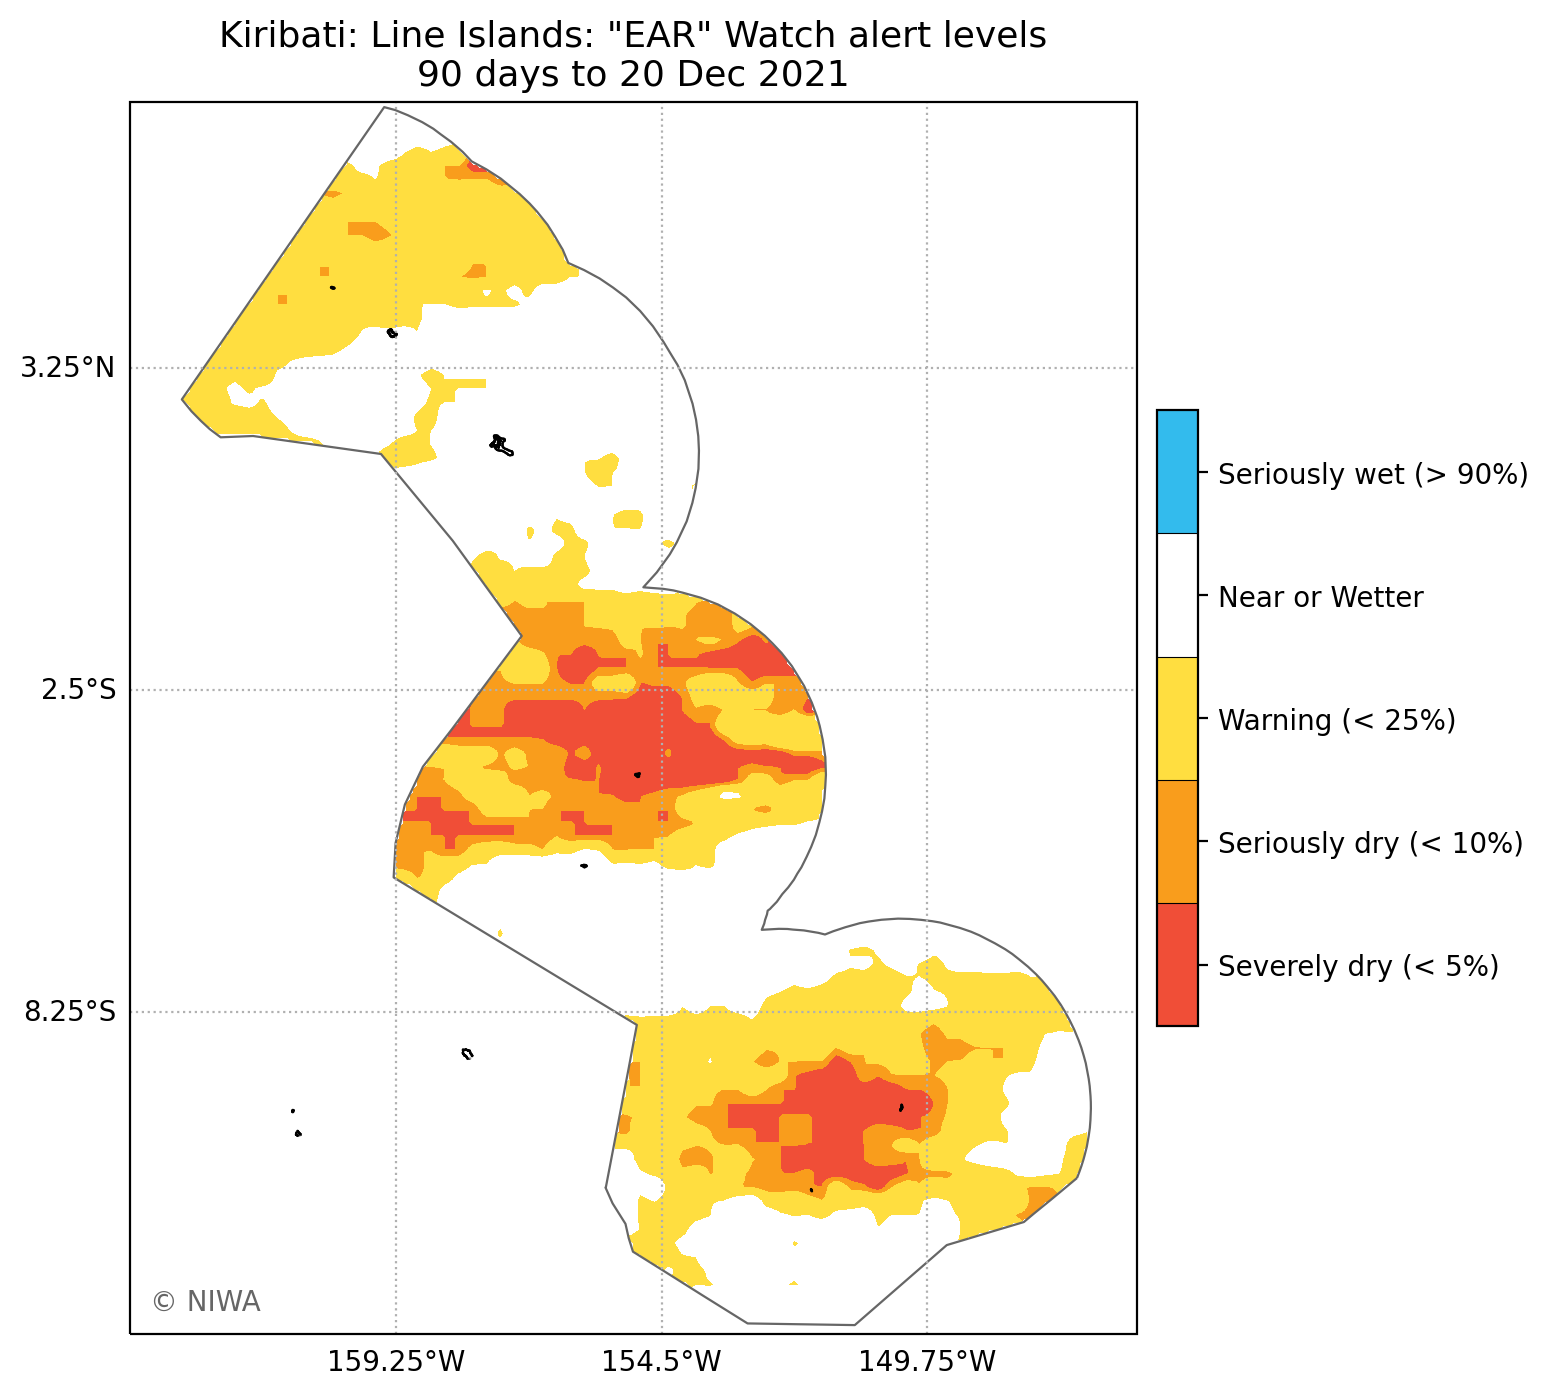 Kiribati: Line Islands: "EAR" Watch alert levels
90 days to 20 Dec 2021
3.25°N
2.5°S
8.25°S
159.25°W
154.5°W
149.75°W
© NIWA
Seriously wet (> 90%)
Near or Wetter
Warning (< 25%)
Seriously dry (< 10%)
Severely dry (< 5%)